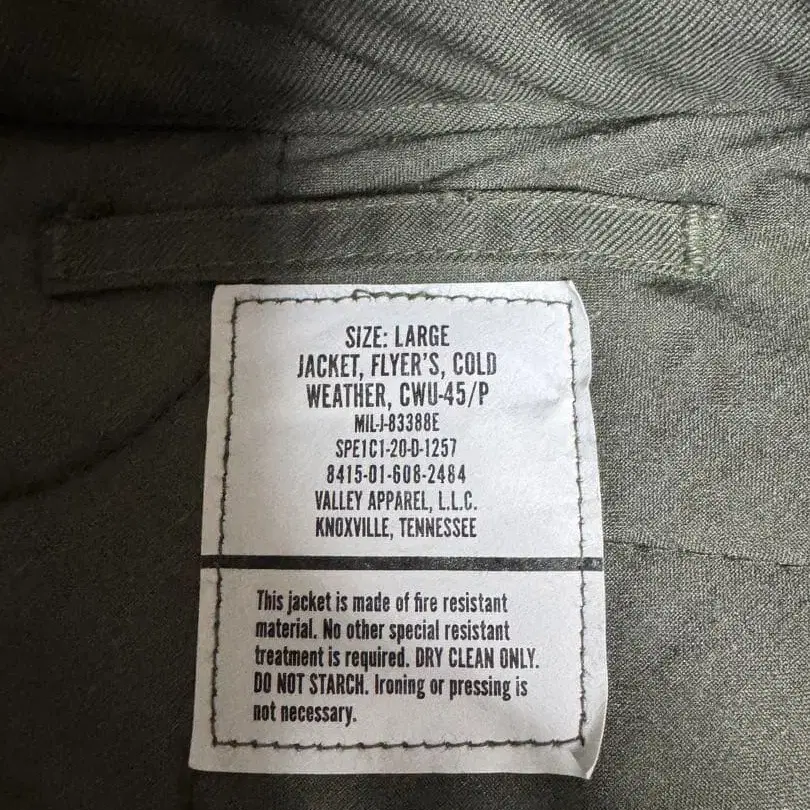 SIZE: LARGE
JACKET, FLYER'S, COLD
WEATHER, CWU-45/P
MIL-J-83388E
SPE1C1-20-D-1257
8415-01-608-2484
VALLEY APPAREL, L.L.C.
KNOXVILLE, TENNESSEE
This jacket is made of fire resistant
material. No other special resistant
treatment is required. DRY CLEAN ONLY.
DO NOT STARCH. Ironing or pressing is
not necessary.